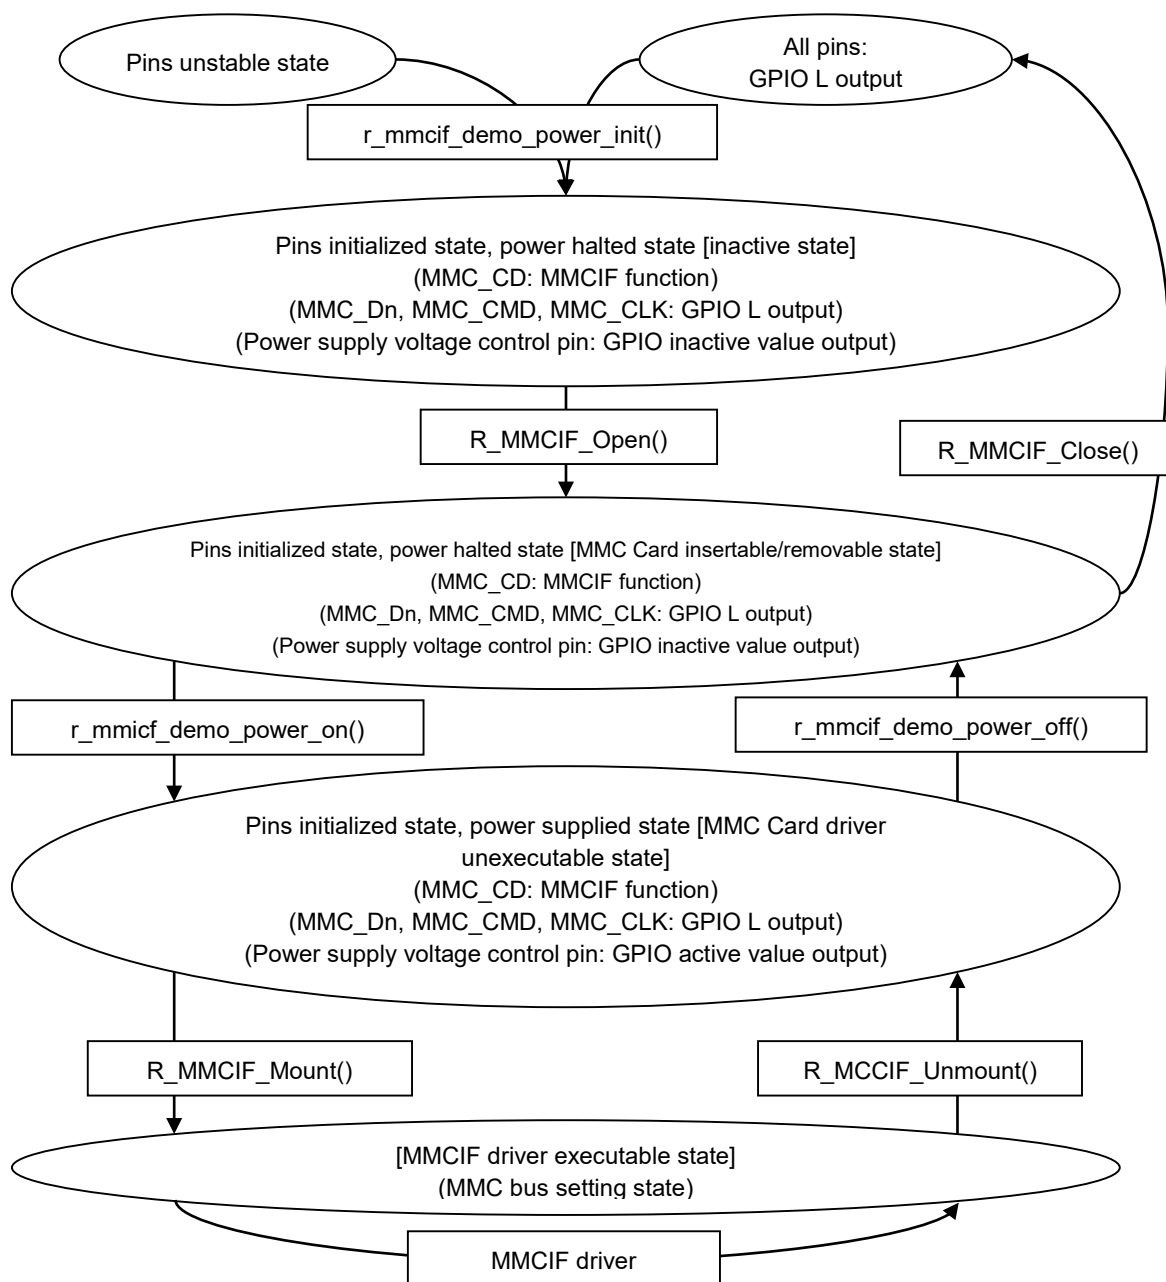 Pins unstable state
All pins:
GPIO L output
r_mmcif_demo_power_init()
Pins initialized state, power halted state [inactive state]
(MMC_CD: MMCIF function)
(MMC_Dn, MMC_CMD, MMC_CLK: GPIO L output)
(Power supply voltage control pin: GPIO inactive value output)
R_MMCIF_Open()
R_MMCIF_Close()
Pins initialized state, power halted state [MMC Card insertable/removable state]
(MMC_CD: MMCIF function)
(MMC_Dn, MMC_CMD, MMC_CLK: GPIO L output)
(Power supply voltage control pin: GPIO inactive value output)
r_mmicf_demo_power_on()
r_mmcif_demo_power_off()
Pins initialized state, power supplied state [MMC Card driver
unexecutable state]
(MMC_CD: MMCIF function)
(MMC_Dn, MMC_CMD, MMC_CLK: GPIO L output)
(Power supply voltage control pin: GPIO active value output)
R_MMCIF_Mount()
R_MCCIF_Unmount()
[MMCIF driver executable state]
(MMC bus setting state)
MMCIF driver